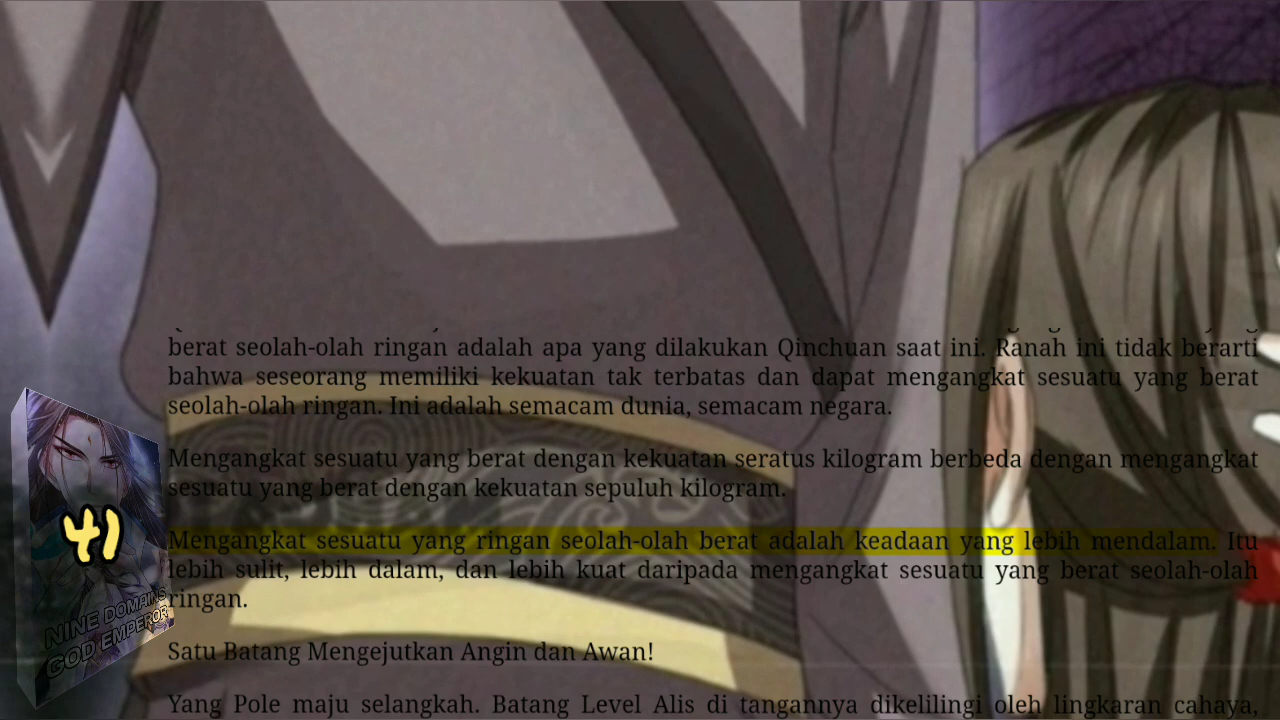 berat seolah-olah ringan adalah apa yang dilakukan Qinchuan saat ini. Ranah ini tidak berarti
bahwa seseorang memiliki kekuatan tak terbatas dan dapat mengangkat sesuatu yang berat
seolah-olah ringan. Ini adalah semacam dunia, semacam negara.
Mengangkat sesuatu yang berat dengan kekuatan seratus kilogram berbeda dengan mengangkat
sesuatu yang berat dengan kekuatan sepuluh kilogram.
Mengangkat sesuatu yang ringan seolah-olah berat adalah keadaan yang lebih mendalam. Itu
lebih sulit, lebih dalam, dan lebih kuat daripada mengangkat sesuatu yang berat seolah-olah
ringan.
Satu Batang Mengejutkan Angin dan Awan!
Yang Pole maju selangkah. Batang Level Alis di tangannya dikelilingi oleh lingkaran cahaya,
41
NINE DOMAINS
GOD EMPEROR